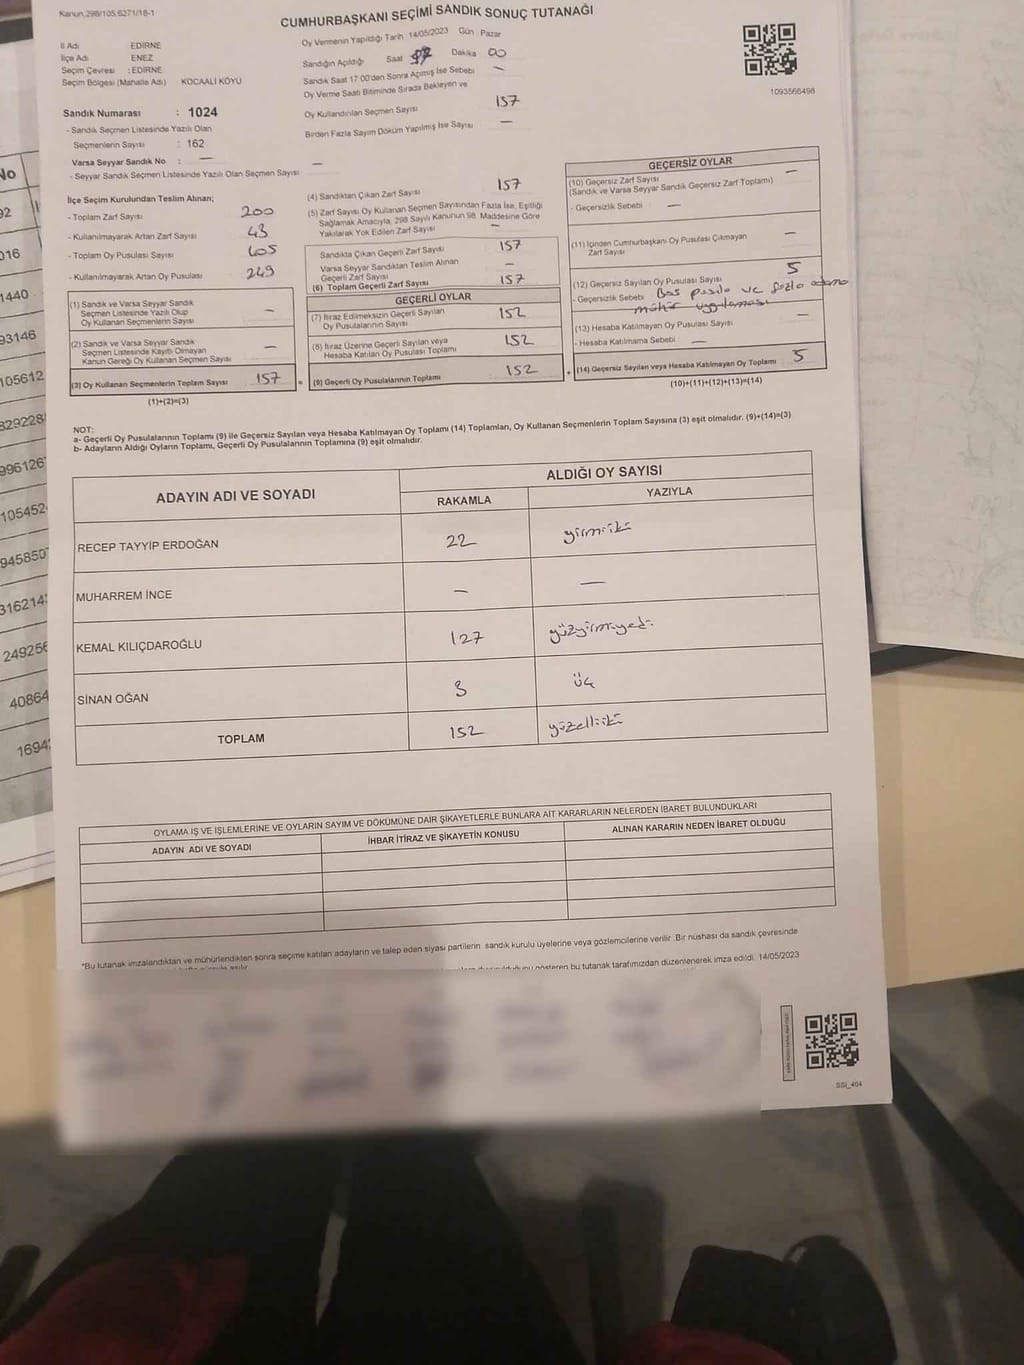 Kanun:298/105,6271/18-1
CUMHURBAŞKANI SEÇİMİ SANDIK SONUÇ TUTANAĞI
İl Adı EDİRNE
İlçe Adı ENEZ
Seçim Çevresi : EDİRNE
Seçim Bölgesi (Mahalle Adı) KOCAALİ KÖYÜ
Oy Vermenin Yapıldığı Tarih 14/05/2023 Gün Pazar
Sandığın Açıldığı Saat Dakika 00
Sandık Saat 17:00'den Sonra Açılmış İse Sebebi —
Oy Verme Saati Bitiminde Sırada Bekleyen ve
Oy Kullandırılan Seçmen Sayısı 157
Birden Fazla Sayım Döküm Yapılmış İse Sayısı —
1093566498
Sandık Numarası : 1024
- Sandık Seçmen Listesinde Yazılı Olan
Seçmenlerin Sayısı : 162
Varsa Seyyar Sandık No : —
- Seyyar Sandık Seçmen Listesinde Yazılı Olan Seçmen Sayısı —
İlçe Seçim Kurulundan Teslim Alınan;
- Toplam Zarf Sayısı 200
- Kullanılmayarak Artan Zarf Sayısı 43
- Toplam Oy Pusulası Sayısı 405
- Kullanılmayarak Artan Oy Pusulası 249
(1) Sandık ve Varsa Seyyar Sandık
Seçmen Listesinde Yazılı Olup
Oy Kullanan Seçmenlerin Sayısı —
(2) Sandık ve Varsa Seyyar Sandık
Seçmen Listesinde Kayıtlı Olmayan
Kanun Gereği Oy Kullanan Seçmen Sayısı —
(3) Oy Kullanan Seçmenlerin Toplam Sayısı 157 =
(1)+(2)=(3)
(4) Sandıktan Çıkan Zarf Sayısı 157
(5) Zarf Sayısı Oy Kullanan Seçmen Sayısından Fazla İse, Eşitliği
Sağlamak Amacıyla, 298 Sayılı Kanunun 98. Maddesine Göre
Yakılarak Yok Edilen Zarf Sayısı —
Sandıkta Çıkan Geçerli Zarf Sayısı 157
Varsa Seyyar Sandıktan Teslim Alınan
Geçerli Zarf Sayısı —
(6) Toplam Geçerli Zarf Sayısı 157
GEÇERLİ OYLAR
(7) İtiraz Edilmeksizin Geçerli Sayılan
Oy Pusulalarının Sayısı 152
(8) İtiraz Üzerine Geçerli Sayılan veya
Hesaba Katılan Oy Pusulası Toplamı 152
(9) Geçerli Oy Pusulalarının Toplamı 152 +
GEÇERSİZ OYLAR
(10) Geçersiz Zarf Sayısı —
(Sandık ve Varsa Seyyar Sandık Geçersiz Zarf Toplamı)
- Geçersizlik Sebebi —
(11) İçinden Cumhurbaşkanı Oy Pusulası Çıkmayan
Zarf Sayısı —
(12) Geçersiz Sayılan Oy Pusulası Sayısı 5
- Geçersizlik Sebebi Boş pusula ve fazla adama
mühür uygulaması
(13) Hesaba Katılmayan Oy Pusulası Sayısı —
- Hesaba Katılmama Sebebi —
(14) Geçersiz Sayılan veya Hesaba Katılmayan Oy Toplamı 5
(10)+(11)+(12)+(13)=(14)
NOT:
a- Geçerli Oy Pusulalarının Toplamı (9) ile Geçersiz Sayılan veya Hesaba Katılmayan Oy Toplamı (14) Toplamları, Oy Kullanan Seçmenlerin Toplam Sayısına (3) eşit olmalıdır. (9)+(14)=(3)
b- Adayların Aldığı Oyların Toplamı, Geçerli Oy Pusulalarının Toplamına (9) eşit olmalıdır.
ADAYIN ADI VE SOYADI
ALDIĞI OY SAYISI
RAKAMLA YAZIYLA
RECEP TAYYİP ERDOĞAN 22 yirmiiki
MUHARREM İNCE — —
KEMAL KILIÇDAROĞLU 127 yüzyirmiyedi
SİNAN OĞAN 3 üç
TOPLAM 152 yüzelliiki
OYLAMA İŞ VE İŞLEMLERİNE VE OYLARIN SAYIM VE DÖKÜMÜNE DAİR ŞİKAYETLERLE BUNLARA AİT KARARLARIN NELERDEN İBARET BULUNDUKLARI
ADAYIN ADI VE SOYADI İHBAR İTİRAZ VE ŞİKAYETİN KONUSU ALINAN KARARIN NEDEN İBARET OLDUĞU
*Bu tutanak imzalandıktan ve mühürlendikten sonra seçime katılan adayların ve talep eden siyasi partilerin sandık kurulu üyelerine veya gözlemcilerine verilir. Bir nüshası da sandık çevresinde
gösteren bu tutanak tarafımızdan düzenlenerek imza edildi. 14/05/2023
SSI_404
No
92
016
1440
93146
105612
829228
996126
105452
945850
316214
249256
40864
1694